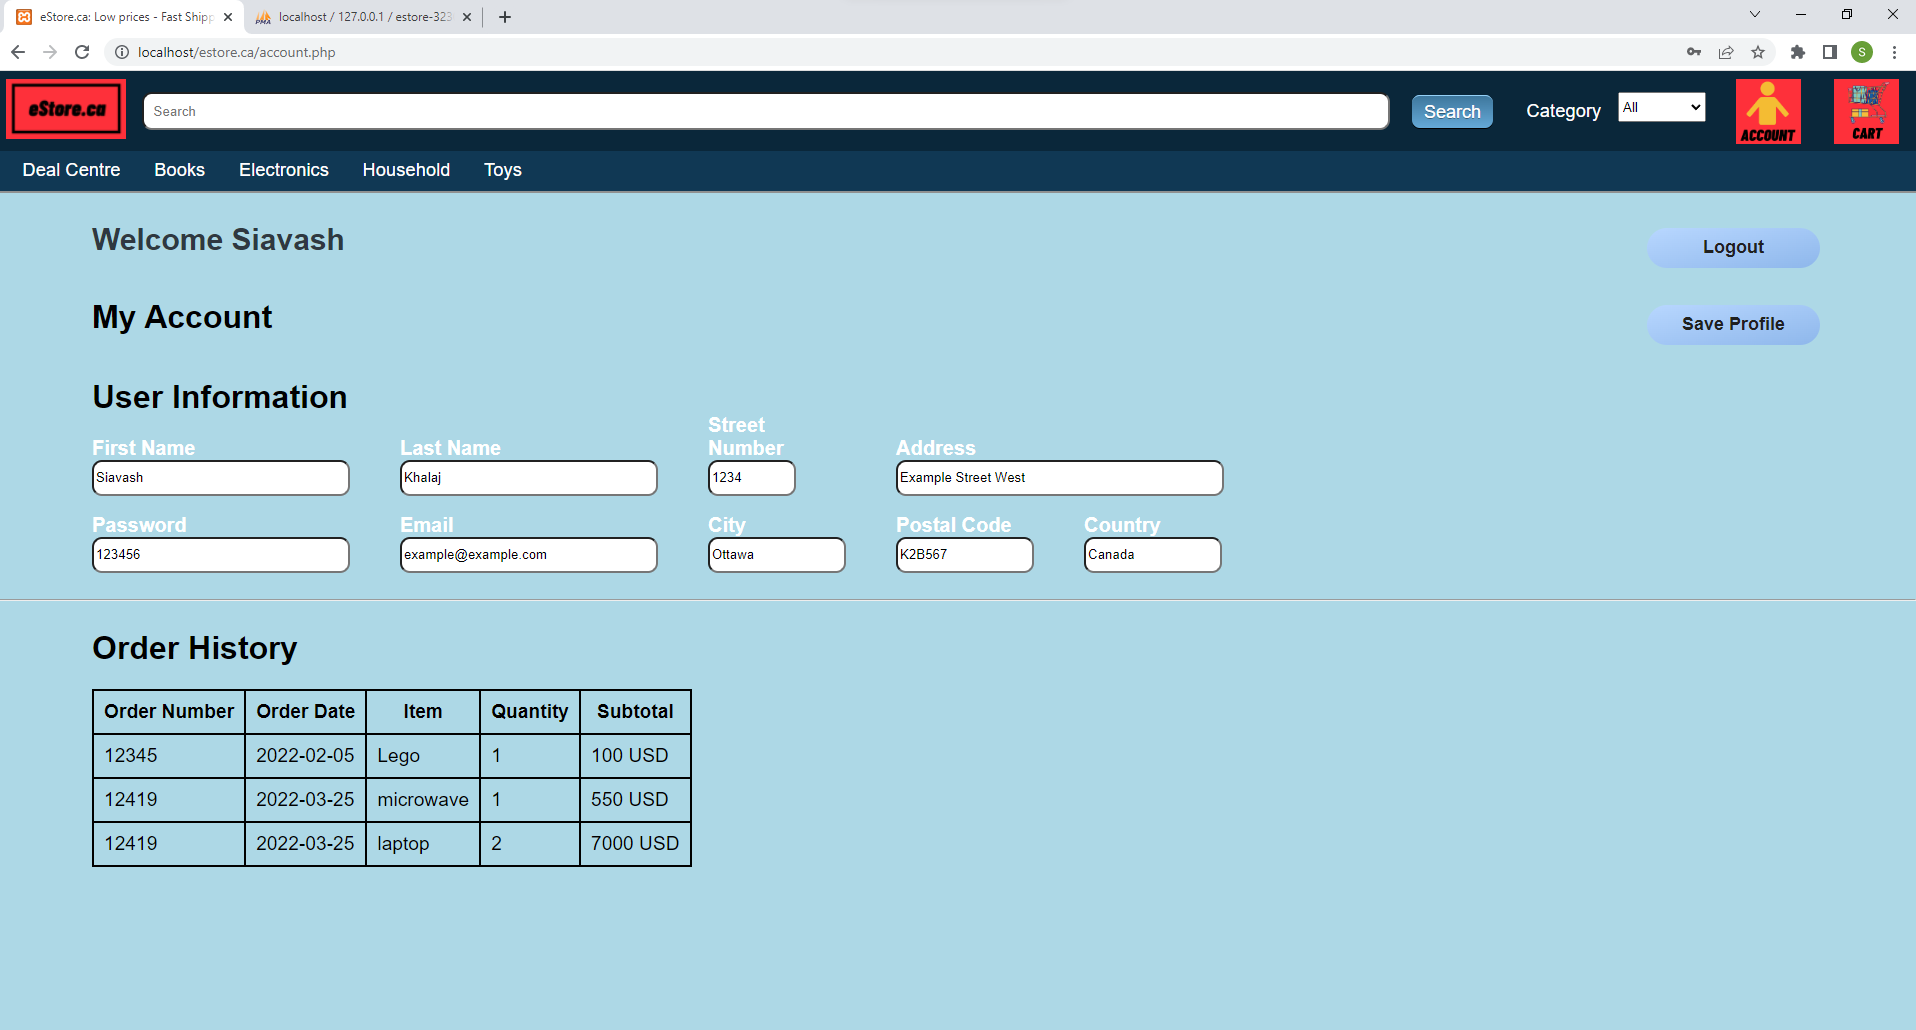 eStore.ca: Low prices - Fast Shipp
localhost / 127.0.0.1 / estore-323
localhost/estore.ca/account.php
S
eStore.ca
Search
Search
Category
All
ACCOUNT
CART
Deal Centre Books Electronics Household Toys
Welcome Siavash
Logout
My Account
Save Profile
User Information
First Name Last Name Street Number Address
Siavash Khalaj 1234 Example Street West
Password Email City Postal Code Country
123456 example@example.com Ottawa K2B567 Canada
Order History
Order Number Order Date Item Quantity Subtotal
12345 2022-02-05 Lego 1 100 USD
12419 2022-03-25 microwave 1 550 USD
12419 2022-03-25 laptop 2 7000 USD